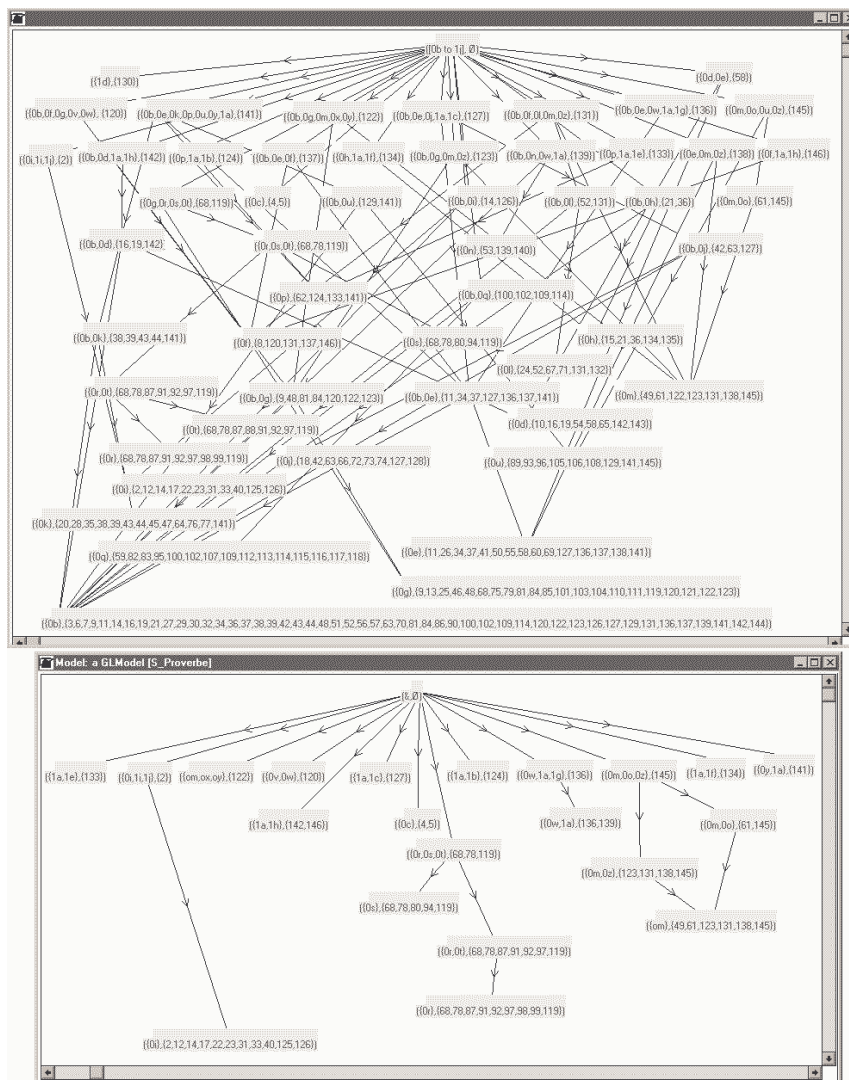 ({[0b to 1j], Ø)
({1d},{130})
({0d,0e},{58})
({0b,0f,0g,0v,0w}, {120})
({0b,0e,0k,0p,0u,0y,1a},{141})
({0b,0g,0m,0x,0y},{122})
({0b,0e,0j,1a,1c},{127})
({0b,0f,0l,0m,0z},{131})
({0b,0e,0w,1a,1g},{136})
({0m,0o,0u,0z},{145})
({0i,1i,1j},{2})
({0b,0d,1a,1h},{142})
({0p,1a,1b},{124})
({0b,0e,0f},{137})
({0h,1a,1f},{134})
({0b,0g,0m,0z},{123})
({0b,0n,0w,1a},{139})
({0p,1a,1e},{133})
({0e,0m,0z},{138})
({0f,1a,1h},{146})
({0g,0r,0s,0t},{68,119})
({0c},{4,5})
({0b,0u},{129,141})
({0b,0i},{14,126})
({0b,0l},{52,131})
({0b,0h},{21,36})
({0m,0o},{61,145})
({0b,0d},{16,19,142})
({0r,0s,0t},{68,78,119})
({0n},{53,139,140})
({0b,0j},{42,63,127})
({0p},{62,124,133,141})
({0b,0q},{100,102,109,114})
({0b,0k},{38,39,43,44,141})
({0f},{8,120,131,137,146})
({0s},{68,78,80,94,119})
({0h},{15,21,36,134,135})
({0l},{24,52,67,71,131,132})
({0r,0t},{68,78,87,91,92,97,119})
({0b,0g},{9,48,81,84,120,122,123})
({0b,0e},{11,34,37,127,136,137,141})
({0m},{49,61,122,123,131,138,145})
({0t},{68,78,87,88,91,92,97,119})
({0d},{10,16,19,54,58,65,142,143})
({0r},{68,78,87,91,92,97,98,99,119})
({0j},{18,42,63,66,72,73,74,127,128})
({0u},{89,93,96,105,106,108,129,141,145})
({0i},{2,12,14,17,22,23,31,33,40,125,126})
({0k},{20,28,35,38,39,43,44,45,47,64,76,77,141})
({0q},{59,82,83,95,100,102,107,109,112,113,114,115,116,117,118})
({0e},{11,26,34,37,41,50,55,58,60,69,127,136,137,138,141})
({0g},{9,13,25,46,48,68,75,79,81,84,85,101,103,104,110,111,119,120,121,122,123})
({0b},{3,6,7,9,11,14,16,19,21,27,29,30,32,34,36,37,38,39,42,43,44,48,51,52,56,57,63,70,81,84,86,90,100,102,109,114,120,122,123,126,127,129,131,136,137,139,141,142,144})
Model: a GLModel [S_Proverbe]
({1a,1e},{133})
({0i,1i,1j},{2})
({om,ox,oy},{122})
({0v,0w},{120})
({1a,1c},{127})
({1a,1b},{124})
({0w,1a,1g},{136})
({0m,0o,0z},{145})
({1a,1f},{134})
({0y,1a},{141})
({1a,1h},{142,146})
({0c},{4,5})
({0w,1a},{136,139})
({0m,0o},{61,145})
({0r,0s,0t},{68,78,119})
({0m,0z},{123,131,138,145})
({0s},{68,78,80,94,119})
({om},{49,61,123,131,138,145})
({0r,0t},{68,78,87,91,92,97,119})
({0r},{68,78,87,91,92,97,98,99,119})
({0i},{2,12,14,17,22,23,31,33,40,125,126})